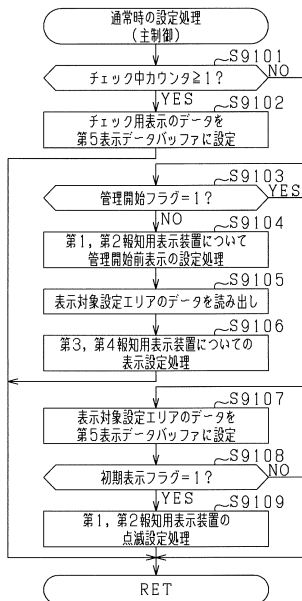 通常時の設定処理
(主制御)
S9101
チェック中カウンタ≧1?
NO
YES
S9102
チェック用表示のデータを
第5表示データバッファに設定
S9103
管理開始フラグ=1?
YES
NO
S9104
第1,第2報知用表示装置について
管理開始前表示の設定処理
S9105
表示対象設定エリアのデータを読み出し
S9106
第3,第4報知用表示装置についての
表示設定処理
S9107
表示対象設定エリアのデータを
第5表示データバッファに設定
S9108
初期表示フラグ=1?
NO
YES
S9109
第1,第2報知用表示装置の
点滅設定処理
RET